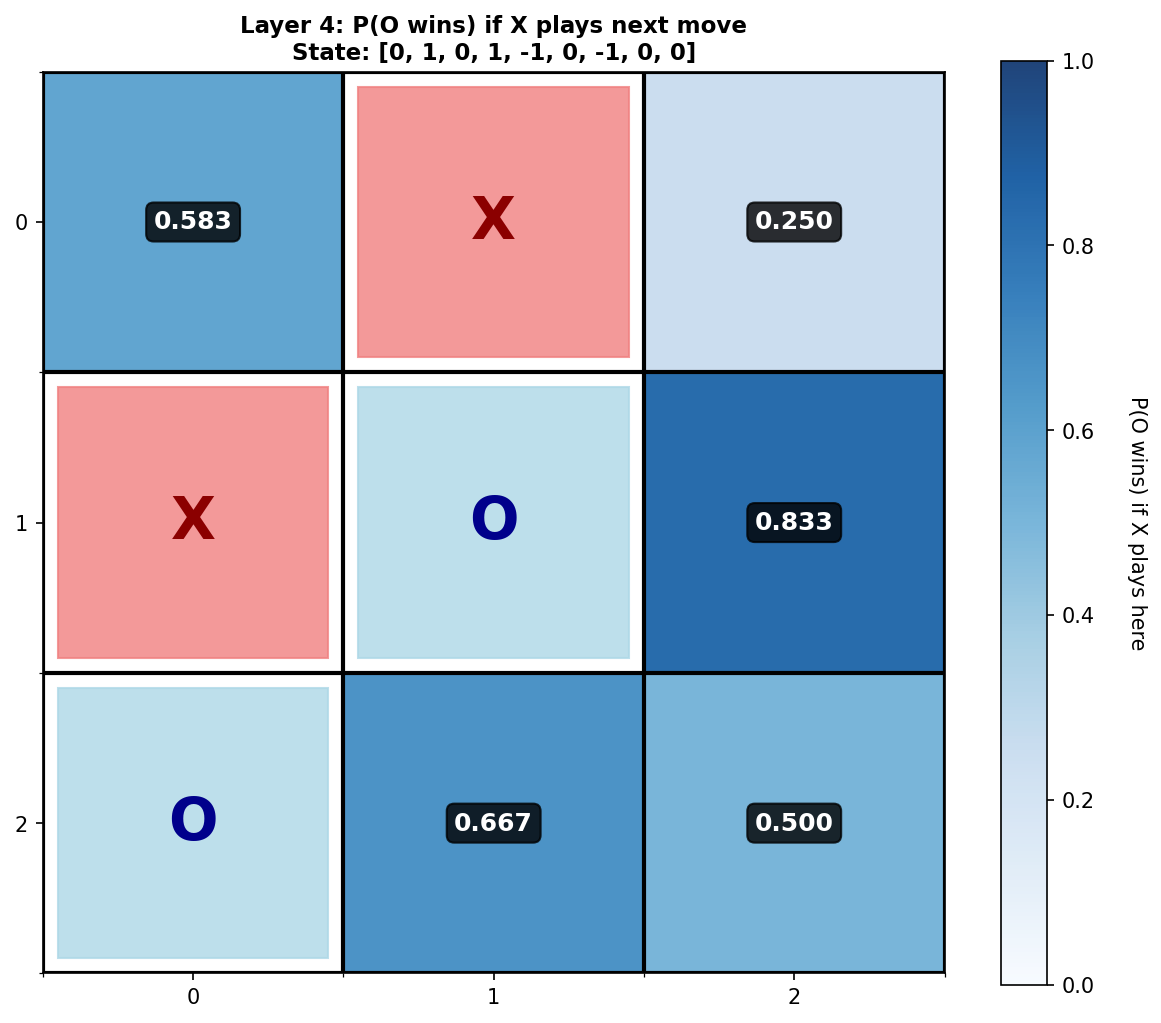 Layer 4: P(O wins) if X plays next move
State: [0, 1, 0, 1, -1, 0, -1, 0, 0]
0.583
X
0.250
X
O
0.833
O
0.667
0.500
0
1
2
0
1
2
1.0
0.8
0.6
0.4
0.2
0.0
P(O wins) if X plays here